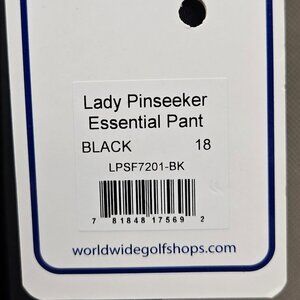 Lady Pinseeker
Essential Pant
BLACK 18
LPSF7201-BK
7 81848 17569 2
worldwidegolfshops.com